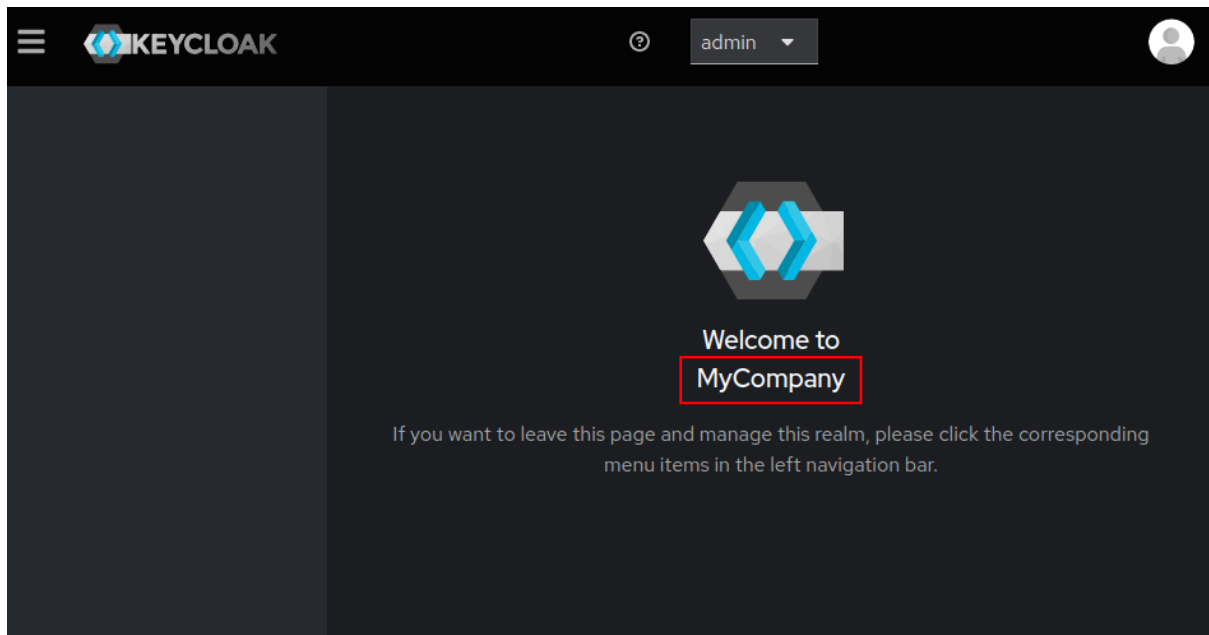 KEYCLOAK
admin
Welcome to
MyCompany
If you want to leave this page and manage this realm, please click the corresponding
menu items in the left navigation bar.